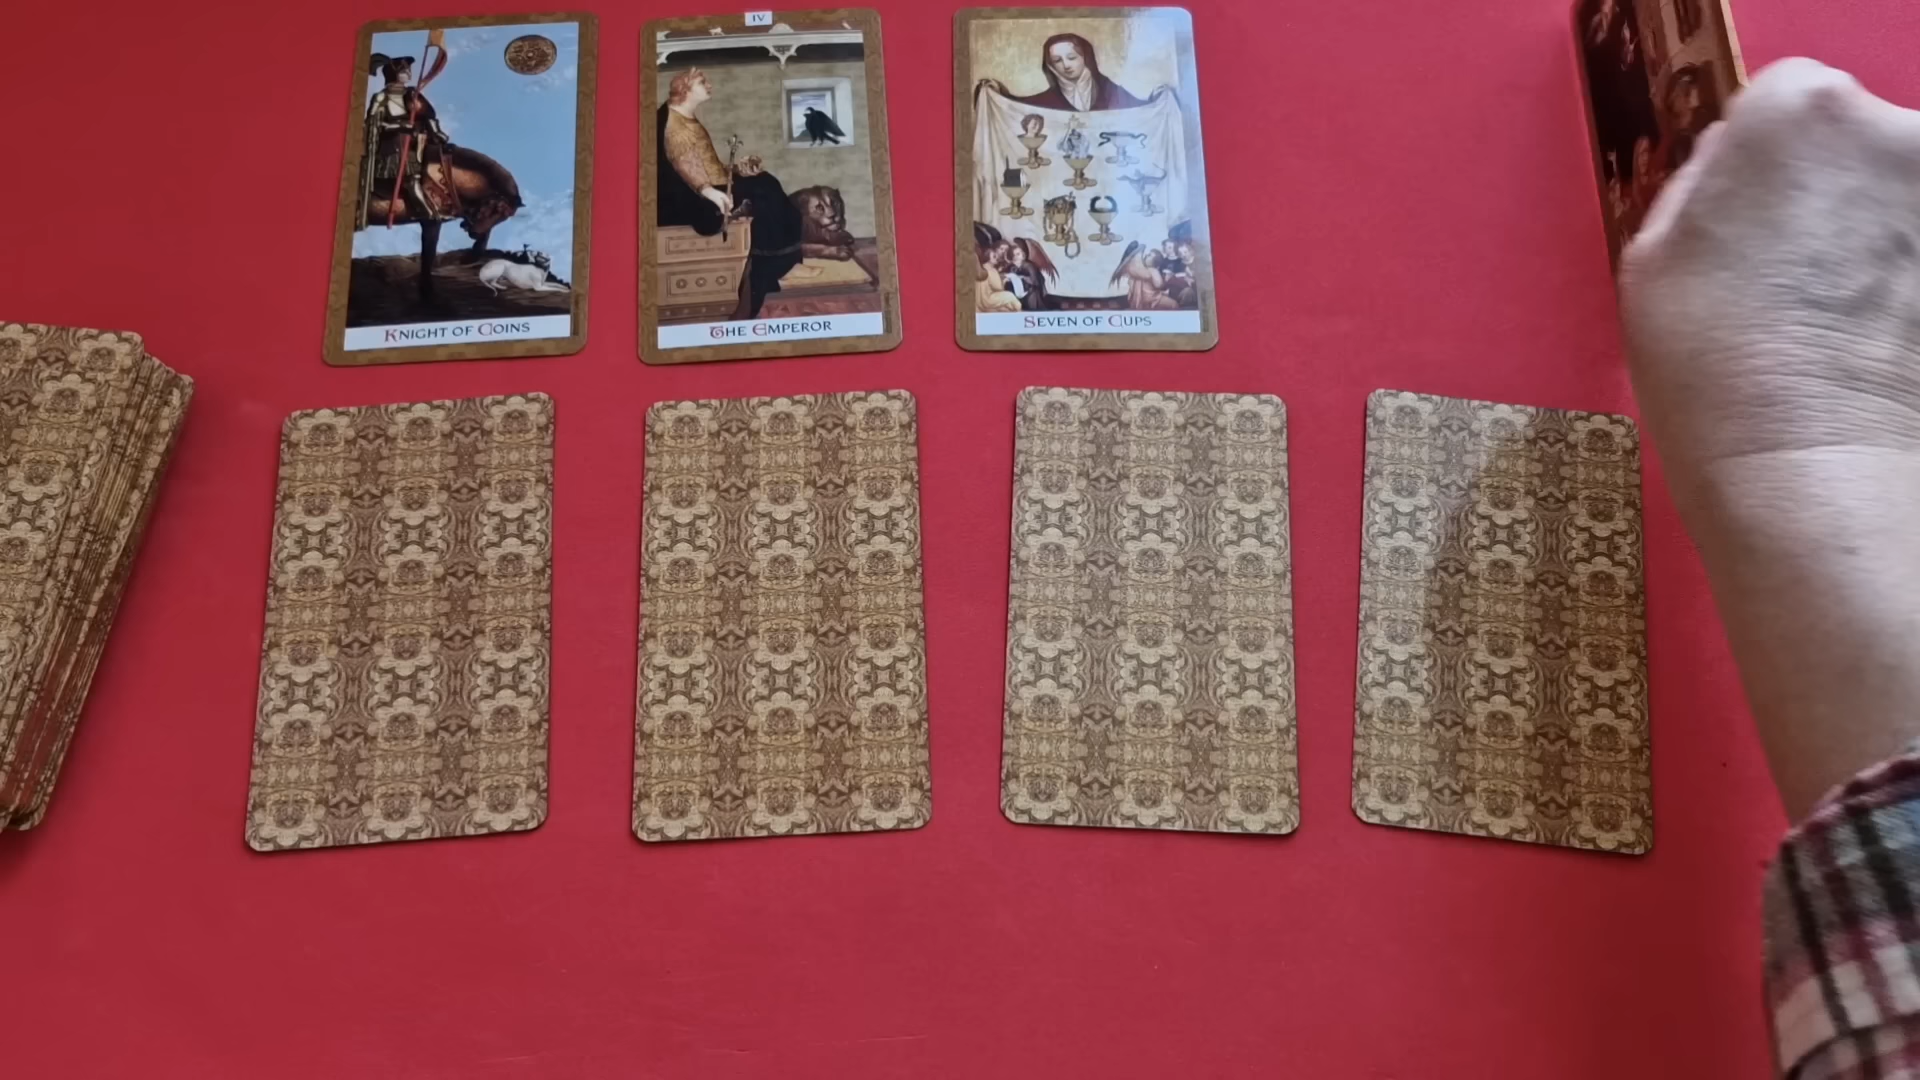 KNIGHT OF COINS
IV
THE EMPEROR
SEVEN OF CUPS